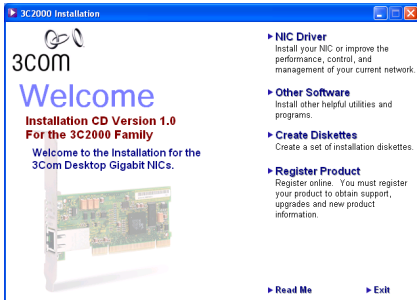 3C2000 Installation
3COM
Welcome
Installation CD Version 1.0
For the 3C2000 Family
Welcome to the Installation for the
3Com Desktop Gigabit NICs.
NIC Driver
Install your NIC or improve the
performance, control, and
management of your current network.
Other Software
Install other helpful utilities and
programs.
Create Diskettes
Create a set of installation diskettes.
Register Product
Register online. You must register
your product to obtain support,
upgrades and new product
information.
Read Me
Exit